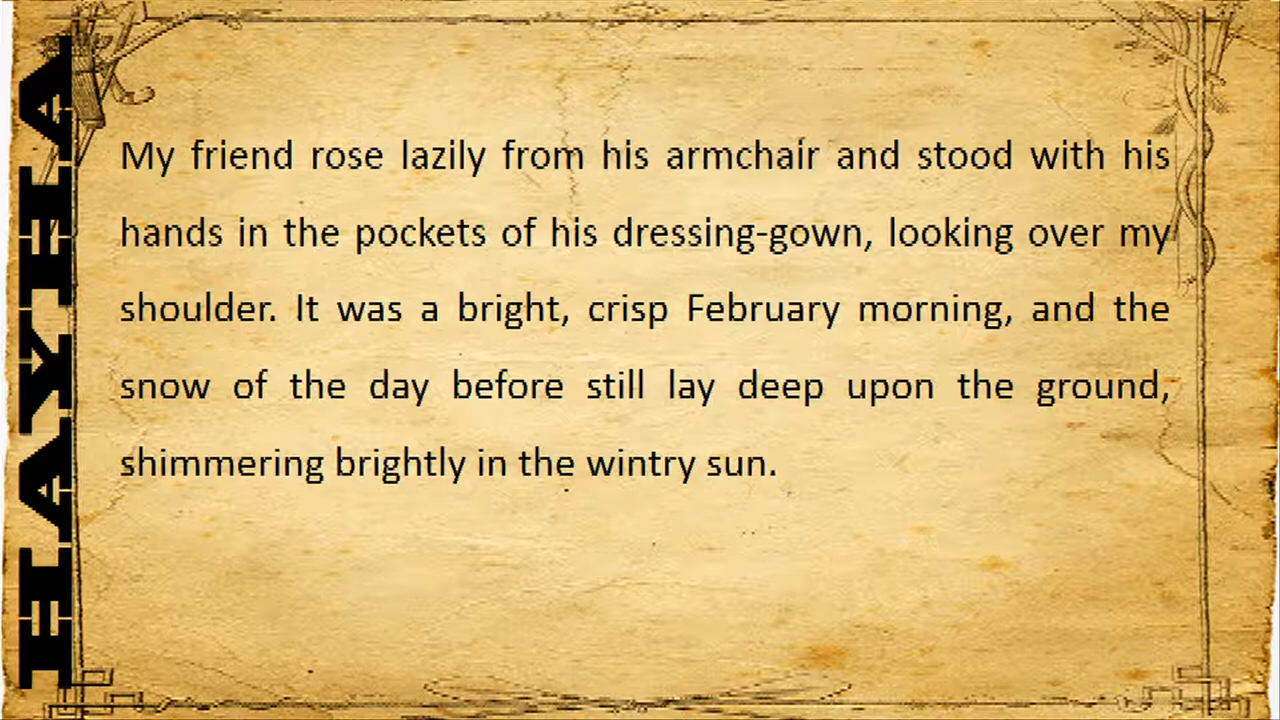 HAYHA
My friend rose lazily from his armchair and stood with his
hands in the pockets of his dressing-gown, looking over my
shoulder. It was a bright, crisp February morning, and the
snow of the day before still lay deep upon the ground,
shimmering brightly in the wintry sun.